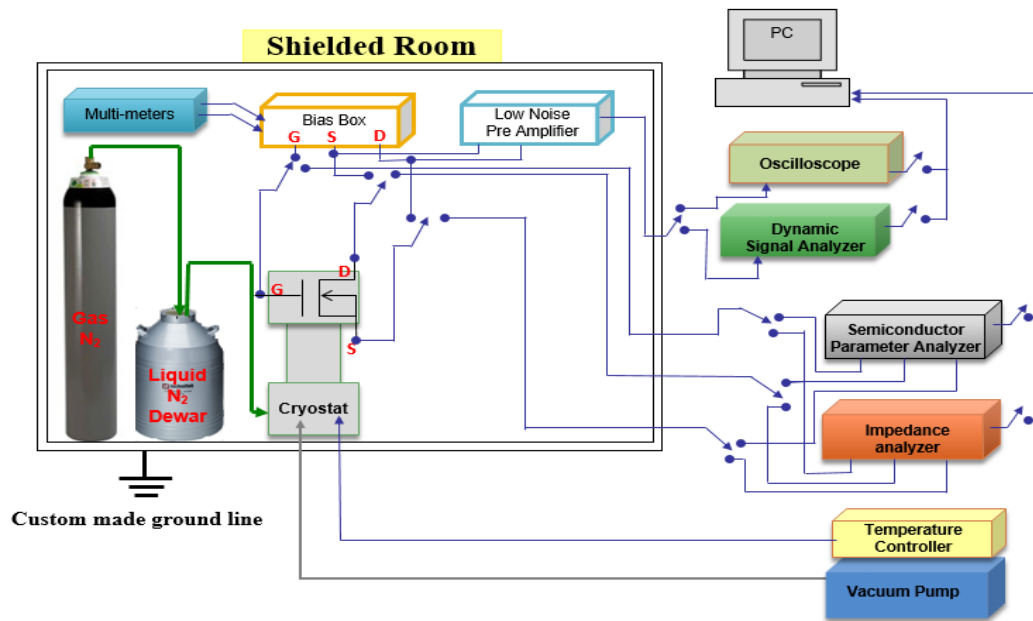 Shielded Room
PC
Multi-meters
Bias Box
G S D
Low Noise
Pre Amplifier
Oscilloscope
Dynamic
Signal Analyzer
D
G
S
Gas
N2
Liquid
N2
Dewar
Cryostat
Semiconductor
Parameter Analyzer
Impedance
analyzer
Custom made ground line
Temperature
Controller
Vacuum Pump